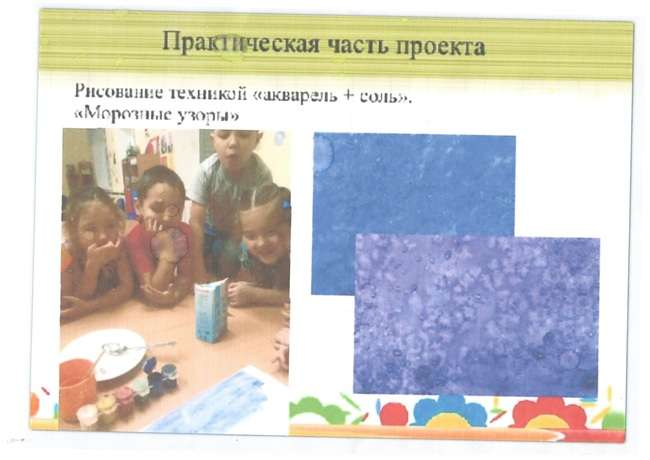 Практическая часть проекта
Рисование техникой «акварель + соль».
«Морозные узоры»